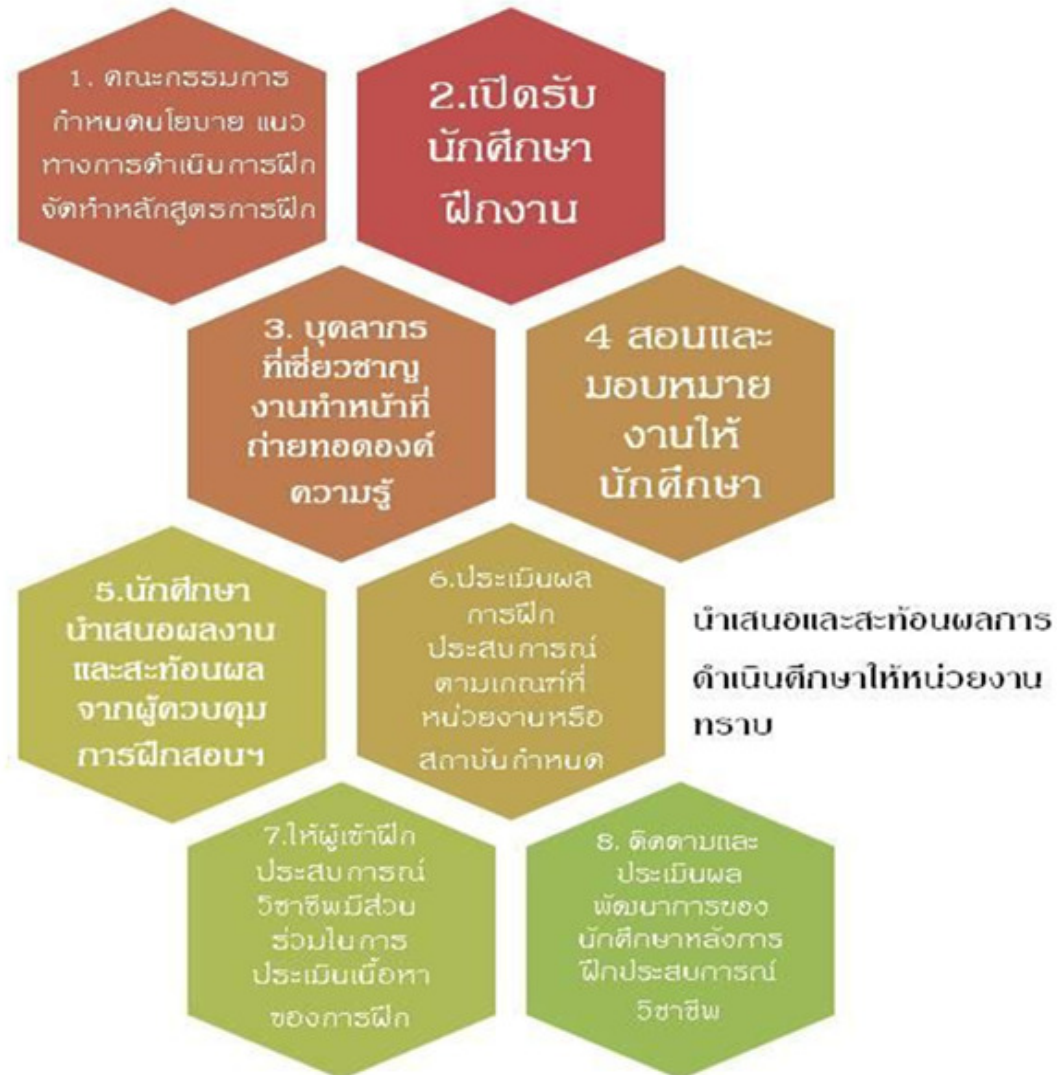 1. คณะกรรมการ
กำหนดนโยบาย แนว
ทางการดำเนินการฝึก
จัดทำหลักสูตรการฝึก
2.เปิดรับ
นักศึกษา
ฝึกงาน
3. บุคลากร
ที่เชี่ยวชาญ
งานทำหน้าที่
ถ่ายทอดองค์
ความรู้
4 สอนและ
มอบหมาย
งานให้
นักศึกษา
5.นักศึกษา
นำเสนอผลงาน
และสะท้อนผล
จากผู้ควบคุม
การฝึกสอนฯ
6.ประเมินผล
การฝึก
ประสบการณ์
ตามเกณฑ์ที่
หน่วยงานหรือ
สถาบันกำหนด
นำเสนอและสะท้อนผลการ
ดำเนินศึกษาให้หน่วยงาน
ทราบ
7.ให้ผู้เข้าฝึก
ประสบการณ์
วิชาชีพมีส่วน
ร่วมในการ
ประเมินเนื้อหา
ของการฝึก
8. ติดตามและ
ประเมินผล
พัฒนาการของ
นักศึกษาหลังการ
ฝึกประสบการณ์
วิชาชีพ